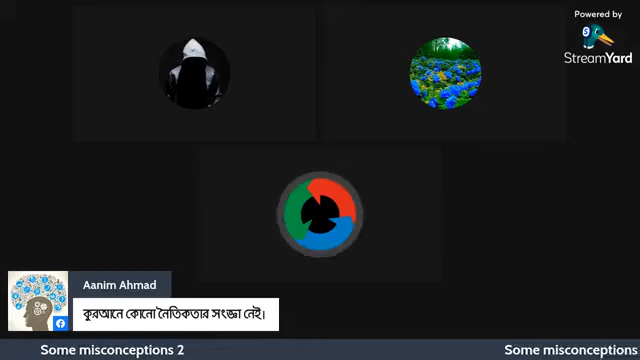 Powered by
StreamYard
Aanim Ahmad
কুরআনে কোনো নৈতিকতার সংজ্ঞা নেই।
Some misconceptions 2
Some misconceptions